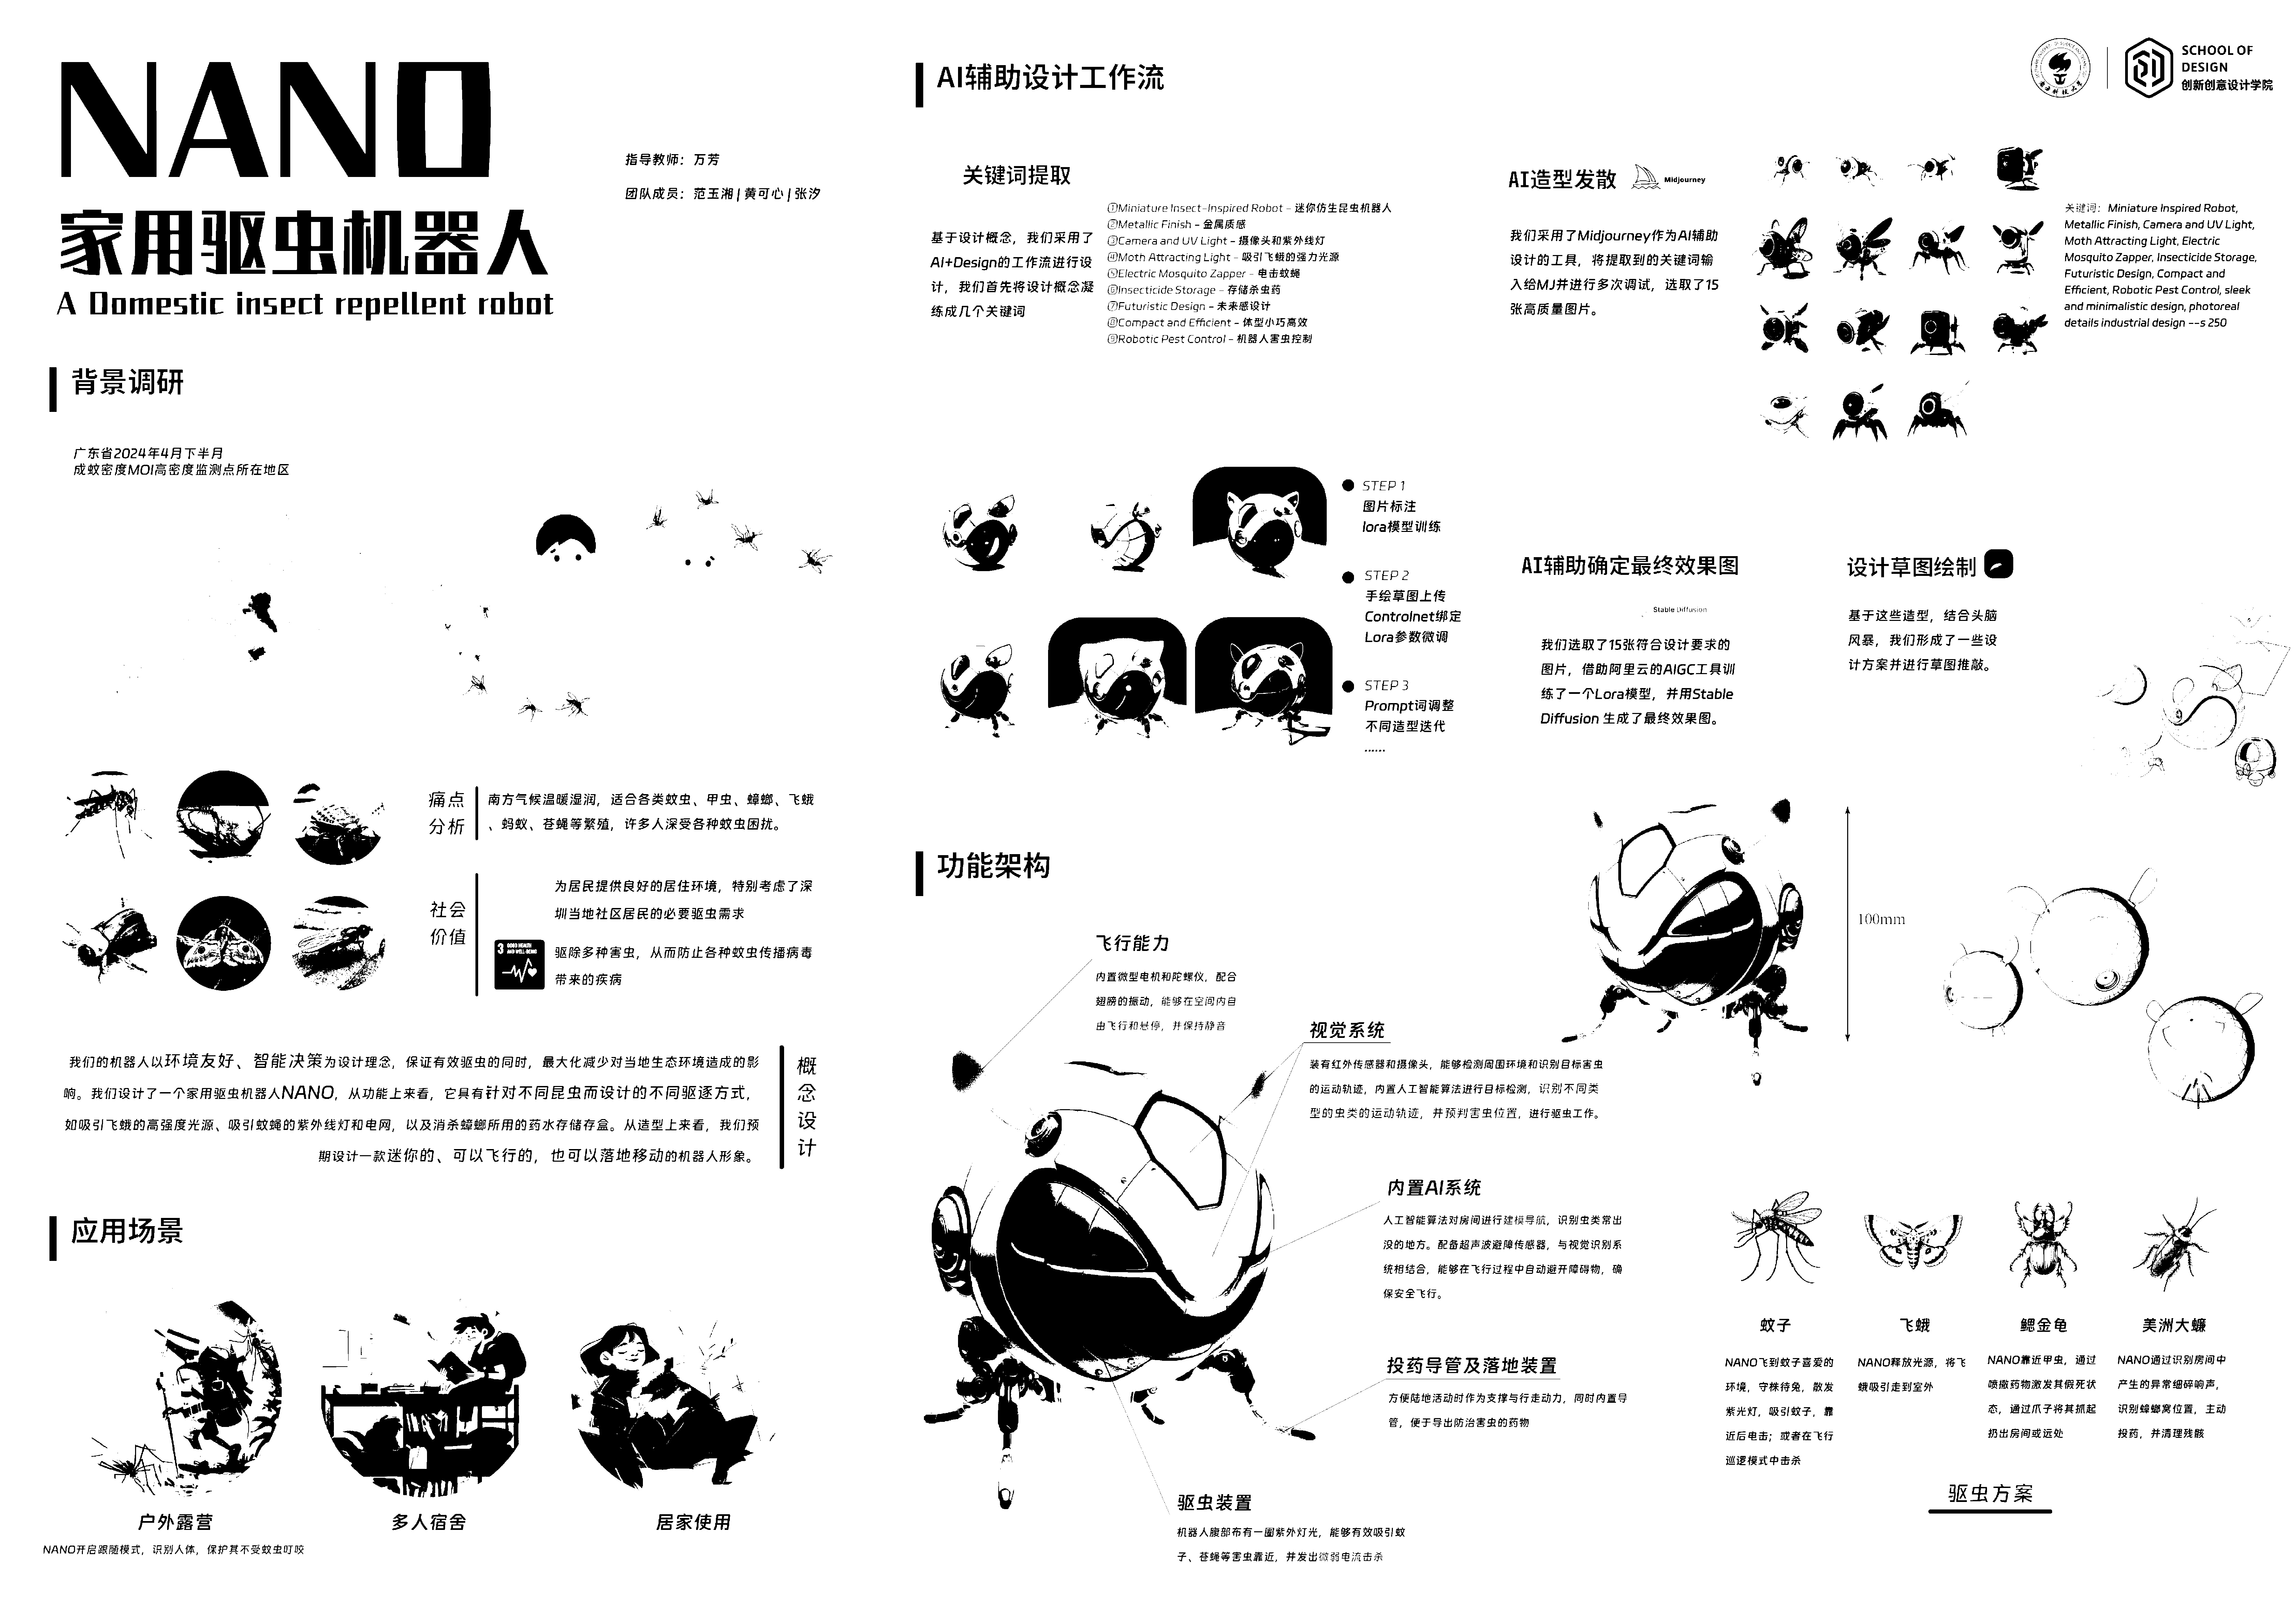 NANO
家用驱虫机器人
A Domestic insect repellent robot
指导教师：万芳
团队成员：范玉湘 | 黄可心 | 张汐
背景调研
广东省2024年4月下半月
成蚊密度MOI高密度监测点所在地区
痛点
分析
南方气候温暖湿润，适合各类蚊虫、甲虫、蟑螂、飞蛾
、蚂蚁、苍蝇等繁殖，许多人深受各种蚊虫困扰。
社会
价值
为居民提供良好的居住环境，特别考虑了深
圳当地社区居民的必要驱虫需求
3 GOOD HEALTH
AND WELL-BEING
驱除多种害虫，从而防止各种蚊虫传播病毒
带来的疾病
我们的机器人以环境友好、智能决策为设计理念，保证有效驱虫的同时，最大化减少对当地生态环境造成的影
响。我们设计了一个家用驱虫机器人NANO，从功能上来看，它具有针对不同昆虫而设计的不同驱逐方式，
如吸引飞蛾的高强度光源、吸引蚊蝇的紫外线灯和电网，以及消杀蟑螂所用的药水存储存盒。从造型上来看，我们预
期设计一款迷你的、可以飞行的，也可以落地移动的机器人形象。
概
念
设
计
应用场景
户外露营
NANO开启跟随模式，识别人体，保护其不受蚊虫叮咬
多人宿舍
居家使用
AI辅助设计工作流
关键词提取
基于设计概念，我们采用了
AI+Design的工作流进行设
计，我们首先将设计概念凝
练成几个关键词
①Miniature Insect-Inspired Robot - 迷你仿生昆虫机器人
②Metallic Finish - 金属质感
③Camera and UV Light - 摄像头和紫外线灯
④Moth Attracting Light - 吸引飞蛾的强力光源
⑤Electric Mosquito Zapper - 电击蚊蝇
⑥Insecticide Storage - 存储杀虫药
⑦Futuristic Design - 未来感设计
⑧Compact and Efficient - 体型小巧高效
⑨Robotic Pest Control - 机器人害虫控制
AI造型发散
Midjourney
我们采用了Midjourney作为AI辅助
设计的工具，将提取到的关键词输
入给MJ并进行多次调试，选取了15
张高质量图片。
关键词：Miniature Inspired Robot,
Metallic Finish, Camera and UV Light,
Moth Attracting Light, Electric
Mosquito Zapper, Insecticide Storage,
Futuristic Design, Compact and
Efficient, Robotic Pest Control, sleek
and minimalistic design, photoreal
details industrial design --s 250
SCHOOL OF
DESIGN
创新创意设计学院
STEP 1
图片标注
lora模型训练
STEP 2
手绘草图上传
Controlnet绑定
Lora参数微调
STEP 3
Prompt词调整
不同造型迭代
……
AI辅助确定最终效果图
Stable Diffusion
我们选取了15张符合设计要求的
图片，借助阿里云的AIGC工具训
练了一个Lora模型，并用Stable
Diffusion 生成了最终效果图。
设计草图绘制
基于这些造型，结合头脑
风暴，我们形成了一些设
计方案并进行草图推敲。
100mm
功能架构
飞行能力
内置微型电机和陀螺仪，配合
翅膀的振动，能够在空间内自
由飞行和悬停，并保持静音
视觉系统
装有红外传感器和摄像头，能够检测周围环境和识别目标害虫
的运动轨迹，内置人工智能算法进行目标检测，识别不同类
型的虫类的运动轨迹，并预判害虫位置，进行驱虫工作。
内置AI系统
人工智能算法对房间进行建模导航，识别虫类常出
没的地方。配备超声波避障传感器，与视觉识别系
统相结合，能够在飞行过程中自动避开障碍物，确
保安全飞行。
投药导管及落地装置
方便陆地活动时作为支撑与行走动力，同时内置导
管，便于导出防治害虫的药物
驱虫装置
机器人腹部布有一圈紫外灯光，能够有效吸引蚊
子、苍蝇等害虫靠近，并发出微弱电流击杀
蚊子
NANO飞到蚊子喜爱的
环境，守株待兔，散发
紫光灯，吸引蚊子，靠
近后电击；或者在飞行
巡逻模式中击杀
飞蛾
NANO释放光源，将飞
蛾吸引走到室外
鳃金龟
NANO靠近甲虫，通过
喷撒药物激发其假死状
态，通过爪子将其抓起
扔出房间或远处
美洲大蠊
NANO通过识别房间中
产生的异常细碎响声，
识别蟑螂窝位置，主动
投药，并清理残骸
驱虫方案